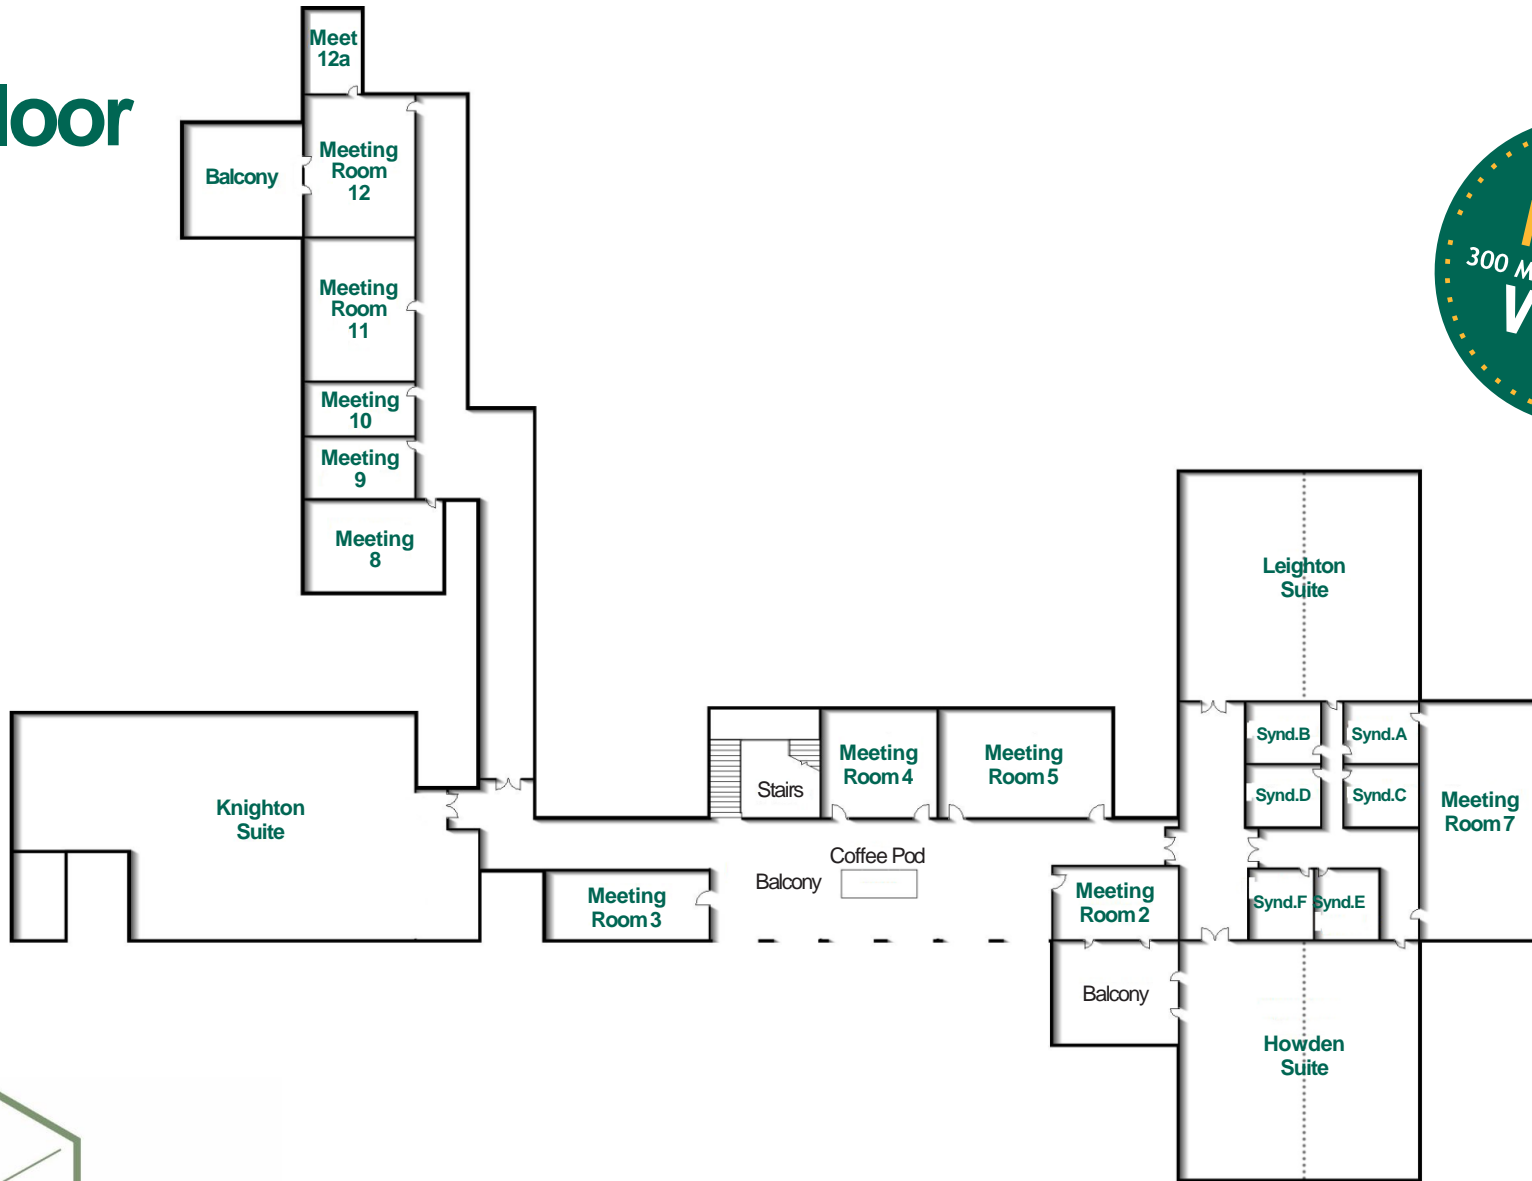 Meet
12a
loor
Meeting
Room
12
Balcony
Meeting
Room
11
300 M
Meeting
10
Meeting
9
Meeting
8
Leighton
Suite
Synd.B
Synd.A
Meeting
Room 4
Meeting
Room 5
Stairs
Synd.D
Synd.C
Meeting
Room 7
Knighton
Suite
Coffee Pod
Balcony
Meeting
Room 3
Meeting
Room 2
Synd.F
Synd.E
Balcony
Howden
Suite